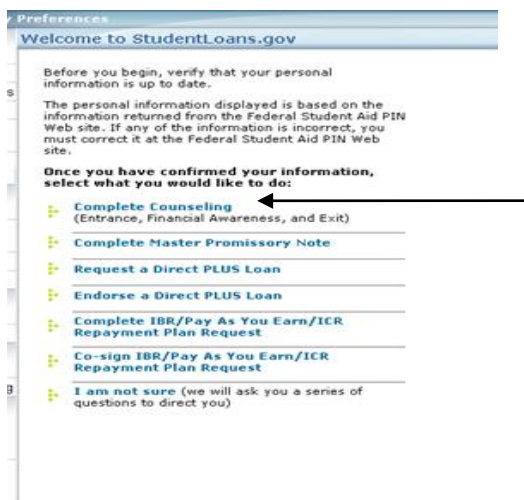 Preferences
Welcome to StudentLoans.gov
Before you begin, verify that your personal
information is up to date.
s
The personal information displayed is based on the
information returned from the Federal Student Aid PIN
Web site. If any of the information is incorrect, you
must correct it at the Federal Student Aid PIN Web
site.
Once you have confirmed your information,
select what you would like to do:
Complete Counseling
(Entrance, Financial Awareness, and Exit)
Complete Master Promissory Note
Request a Direct PLUS Loan
Endorse a Direct PLUS Loan
Complete IBR/Pay As You Earn/ICR
Repayment Plan Request
Co-sign IBR/Pay As You Earn/ICR
Repayment Plan Request
g
I am not sure (we will ask you a series of
questions to direct you)